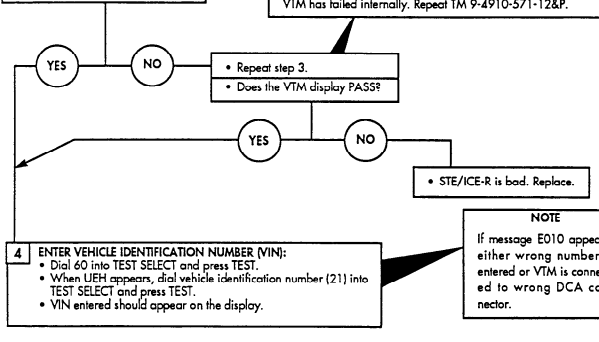 VTM has failed internally. Repeat TM 9-4910-571-12&P.
YES
NO
• Repeat step 3.
• Does the VTM display PASS?
YES
NO
• STE/ICE-R is bad. Replace.
4
ENTER VEHICLE IDENTIFICATION NUMBER (VIN):
• Dial 60 into TEST SELECT and press TEST.
• When UEH appears, dial vehicle identification number (21) into
TEST SELECT and press TEST.
• VIN entered should appear on the display.
NOTE
If message E010 appea
either wrong number
entered or VTM is conne
ed to wrong DCA co
nector.